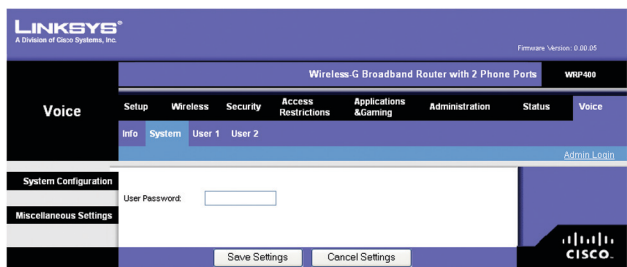 LINKSYS®
A Division of Cisco Systems, Inc.
Firmware Version: 0.00.05
Wireless-G Broadband Router with 2 Phone Ports WRP400
Voice
Setup Wireless Security Access Restrictions Applications &Gaming Administration Status Voice
Info System User 1 User 2
Admin Login
System Configuration
User Password:
Miscellaneous Settings
Save Settings Cancel Settings
CISCO.